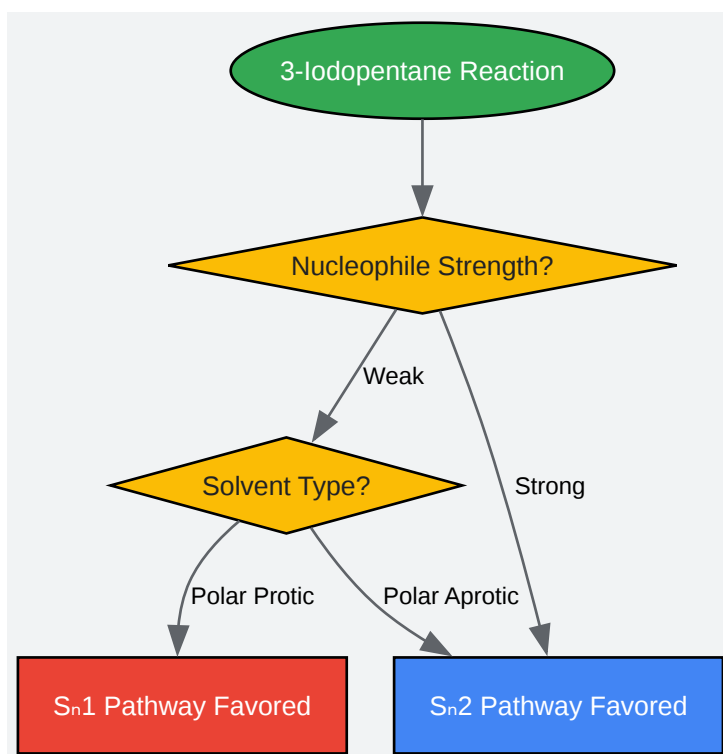 3-Iodopentane Reaction
Nucleophile Strength?
Weak
Solvent Type?
Strong
Polar Protic
Polar Aprotic
Sₙ1 Pathway Favored
Sₙ2 Pathway Favored